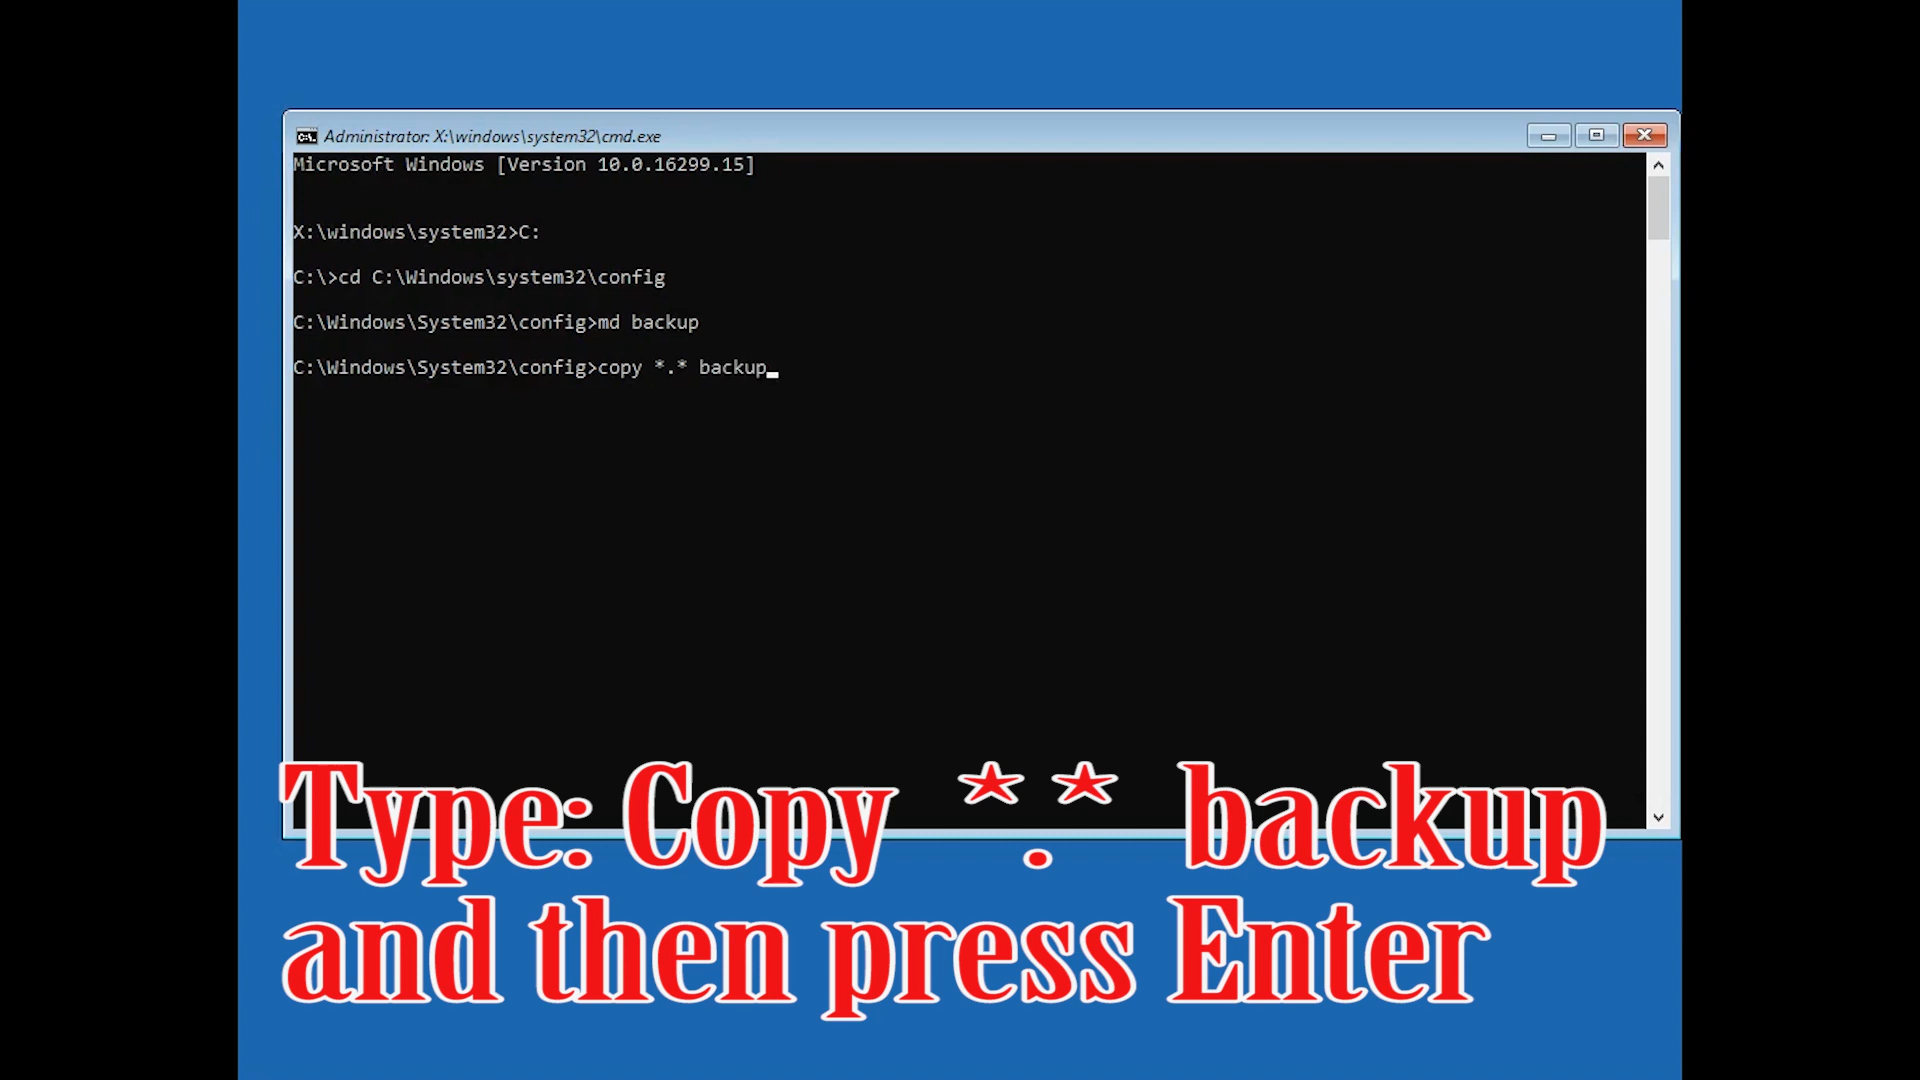 Administrator: X:\windows\system32\cmd.exe
Microsoft Windows [Version 10.0.16299.15]
X:\windows\system32>C:
C:\>cd C:\Windows\system32\config
C:\Windows\System32\config>md backup
C:\Windows\System32\config>copy *.* backup_
Type: Copy *.* backup
and then press Enter